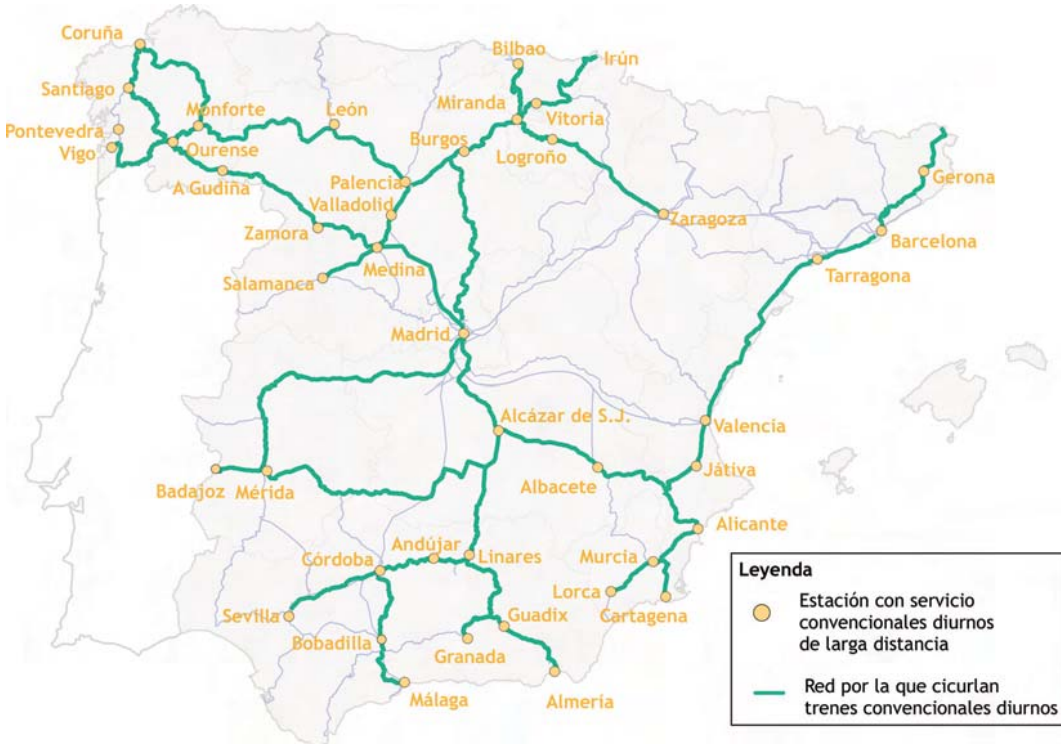 Coruña
Bilbao
Irún
Santiago
Monforte
León
Miranda
Vitoria
Pontevedra
Vigo
Ourense
Burgos
Logroño
A Gudiña
Palencia
Gerona
Valladolid
Zaragoza
Zamora
Barcelona
Medina
Tarragona
Salamanca
Madrid
Alcázar de S.J.
Valencia
Badajoz
Mérida
Albacete
Játiva
Alicante
Andújar
Córdoba
Linares
Murcia
Lorca
Cartagena
Sevilla
Guadix
Bobadilla
Granada
Málaga
Almería
Leyenda
Estación con servicio
convencionales diurnos
de larga distancia
Red por la que cicurlan
trenes convencionales diurnos